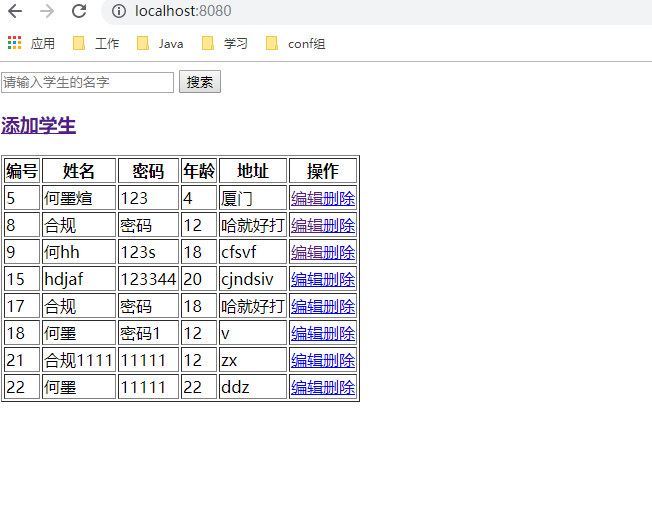 localhost:8080
应用 工作 Java 学习 conf组
请输入学生的名字 搜索
添加学生
编号 姓名 密码 年龄 地址 操作
5 何墨煊 123 4 厦门 编辑删除
8 合规 密码 12 哈就好打 编辑删除
9 何hh 123s 18 cfsvf 编辑删除
15 hdjaf 123344 20 cjndsiv 编辑删除
17 合规 密码 18 哈就好打 编辑删除
18 何墨 密码1 12 v 编辑删除
21 合规1111 11111 12 zx 编辑删除
22 何墨 11111 22 ddz 编辑删除